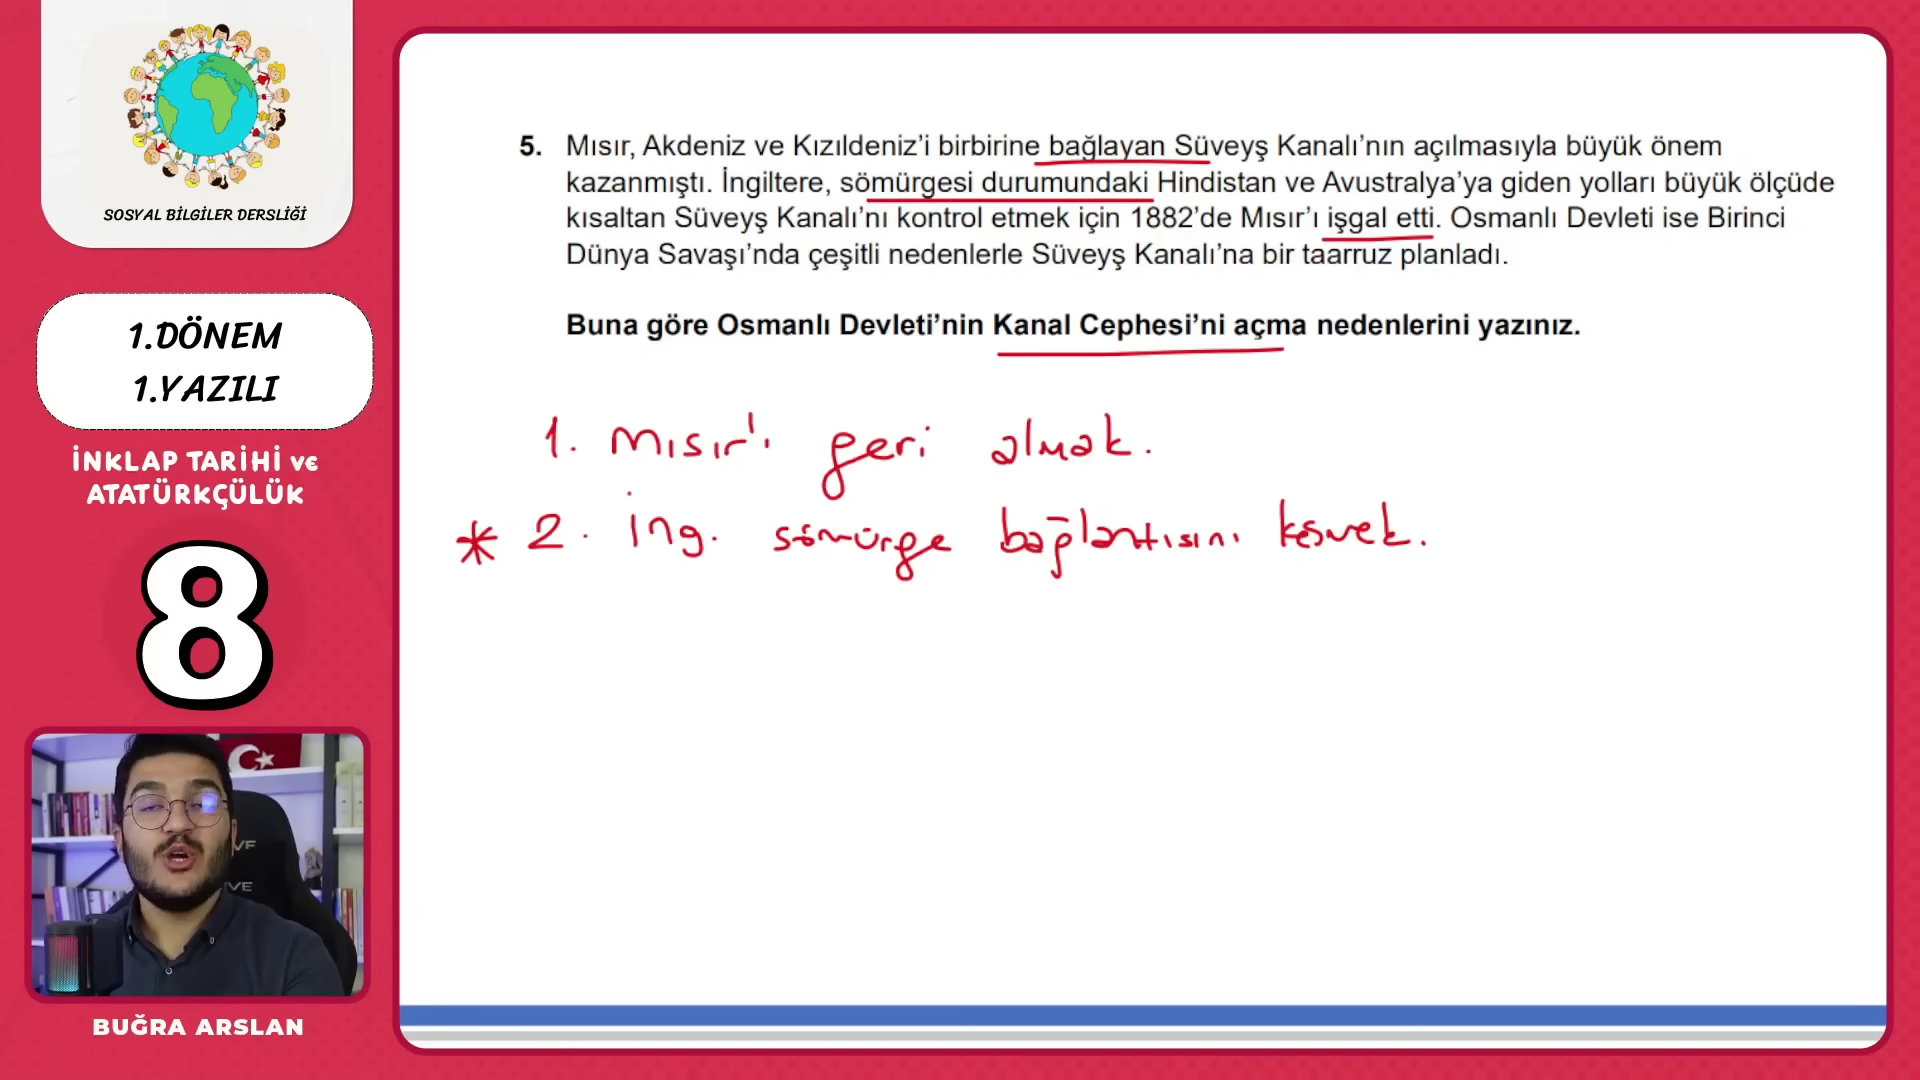 SOSYAL BİLGİLER DERSLİĞİ
1.DÖNEM
1.YAZILI
İNKLAP TARİHİ ve
ATATÜRKÇÜLÜK
8
VF
VE
BUĞRA ARSLAN
5. Mısır, Akdeniz ve Kızıldeniz’i birbirine bağlayan Süveyş Kanalı’nın açılmasıyla büyük önem
kazanmıştı. İngiltere, sömürgesi durumundaki Hindistan ve Avustralya’ya giden yolları büyük ölçüde
kısaltan Süveyş Kanalı’nı kontrol etmek için 1882’de Mısır’ı işgal etti. Osmanlı Devleti ise Birinci
Dünya Savaşı’nda çeşitli nedenlerle Süveyş Kanalı’na bir taarruz planladı.
Buna göre Osmanlı Devleti’nin Kanal Cephesi’ni açma nedenlerini yazınız.
1. Mısır'ı geri almak.
* 2. İng. sömürge bağlantısını kesmek.